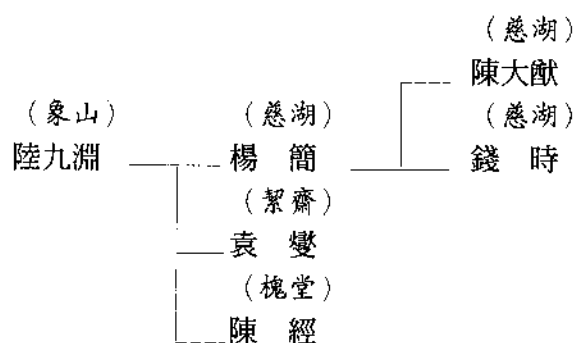 (慈湖)
陳大猷
(象山) (慈湖) (慈湖)
陸九淵 楊簡 錢時
(絜齋)
袁燮
(槐堂)
陳經